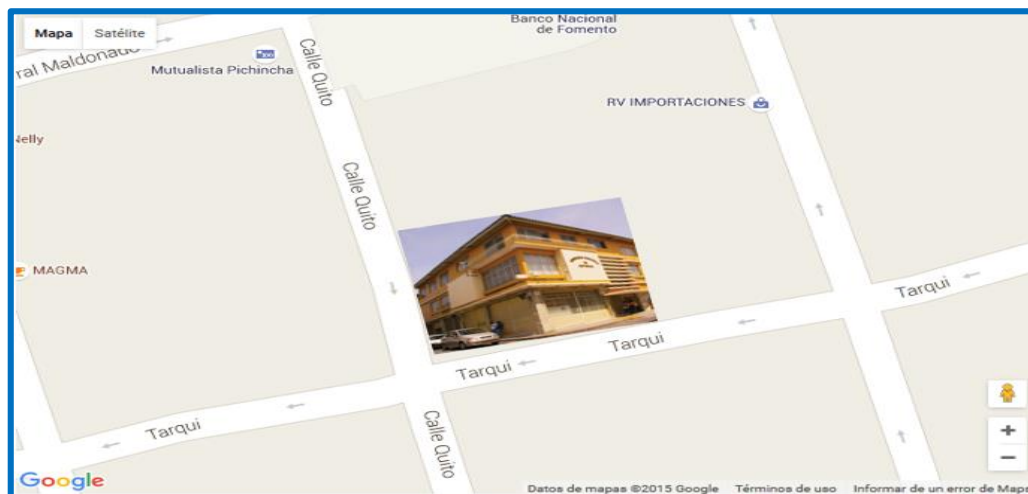 Mapa Satélite
ral Maldonado
Banco Nacional
de Fomento
Mutualista Pichincha
Calle Quito
RV IMPORTACIONES
Nelly
Calle Quito
MAGMA
Tarqui
Tarqui
Tarqui
Tarqui
Calle Quito
Google
Datos de mapas ©2015 Google Términos de uso Informar de un error de Maps